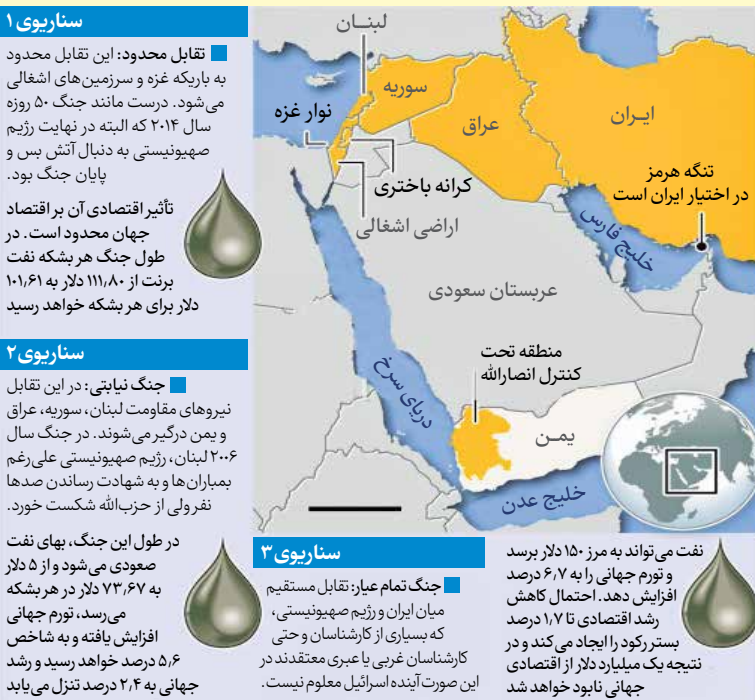 سناریوی ۱
تقابل محدود: این تقابل محدود
به باریکه غزه و سرزمین‌های اشغالی
می‌شود. درست مانند جنگ ۵۰ روزه
سال ۲۰۱۴ که البته در نهایت رژیم
صهیونیستی به دنبال آتش بس و
پایان جنگ بود.
تأثیر اقتصادی آن بر اقتصاد
جهان محدود است. در
طول جنگ هر بشکه نفت
برنت از ۱۱۱٫۸۰ دلار به ۱۰۱٫۶۱
دلار برای هر بشکه خواهد رسید
سناریوی ۲
جنگ نیابتی: در این تقابل
نیروهای مقاومت لبنان، سوریه، عراق
و یمن درگیر می‌شوند. در جنگ سال
۲۰۰۶ لبنان، رژیم صهیونیستی علی‌رغم
بمباران‌ها و به شهادت رساندن صدها
نفر ولی از حزب‌الله شکست خورد.
در طول این جنگ، بهای نفت
صعودی می‌شود و از ۵ دلار
به ۷۳٫۶۷ دلار در هر بشکه
می‌رسد، تورم جهانی
افزایش یافته و به شاخص
۵٫۶ درصد خواهد رسید و رشد
جهانی به ۲٫۴ درصد تنزل می‌یابد
سناریوی ۳
جنگ تمام عیار: تقابل مستقیم
میان ایران و رژیم صهیونیستی،
که بسیاری از کارشناسان و حتی
کارشناسان غربی یا عبری معتقدند در
این صورت آینده اسرائیل معلوم نیست.
نفت می‌تواند به مرز ۱۵۰ دلار برسد
و تورم جهانی را به ۶٫۷ درصد
افزایش دهد. احتمال کاهش
رشد اقتصادی تا ۱٫۷ درصد
بستر رکود را ایجاد می‌کند و در
نتیجه یک میلیارد دلار از اقتصادی
جهانی نابود خواهد شد
لبنـان
سوریه
نوار غزه
عراق
ایـران
کرانه باختری
اراضی اشغالی
تنگه هرمز
در اختیار ایران است
خلیج فارس
عربستان سعودی
دریای سرخ
منطقه تحت
کنترل انصارالله
یمـن
خلیج عدن